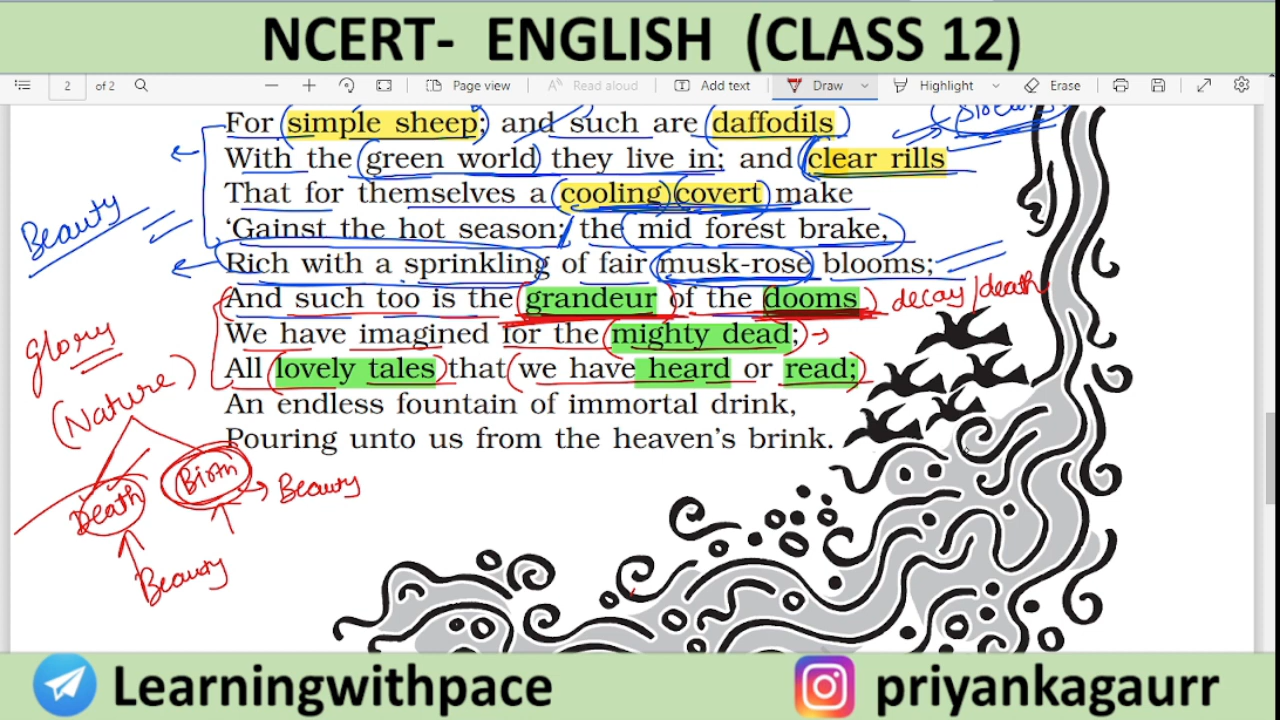 NCERT- ENGLISH (CLASS 12)
2 of 2 Page view Read aloud Add text Draw Highlight Erase
For simple sheep; and such are daffodils
With the green world they live in; and clear rills
That for themselves a cooling covert make
‘Gainst the hot season; the mid forest brake,
Beauty
Rich with a sprinkling of fair musk-rose blooms;
And such too is the grandeur of the dooms decay/death
We have imagined for the mighty dead;
Glory
All lovely tales that we have heard or read;
(Nature)
An endless fountain of immortal drink,
Pouring unto us from the heaven's brink.
Death Birth Beauty
Beauty
Learningwithpace priyankagaurr